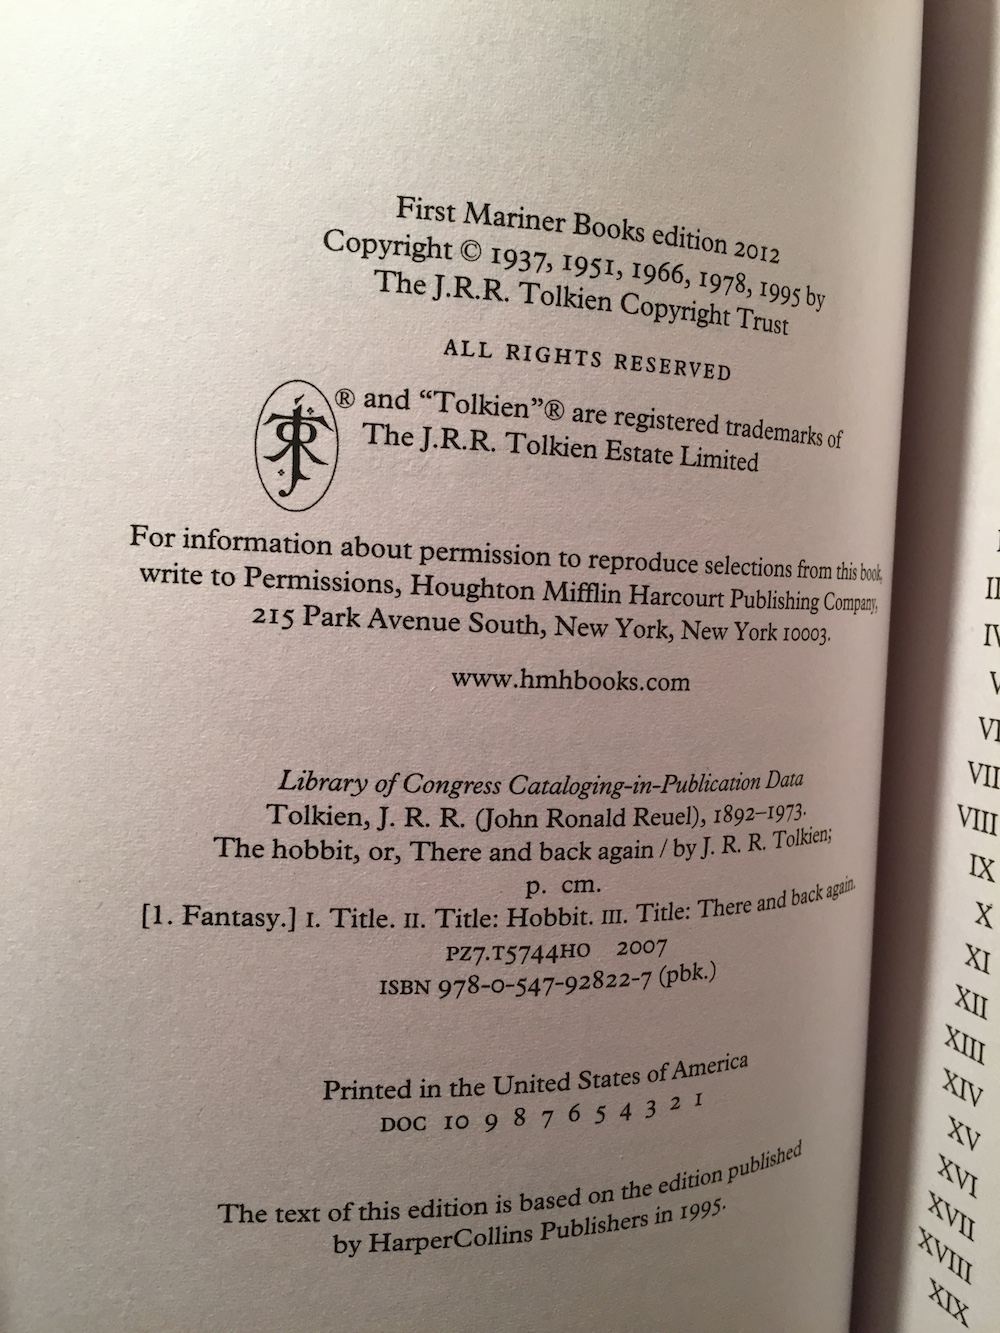 First Mariner Books edition 2012
Copyright © 1937, 1951, 1966, 1978, 1995 by
The J.R.R. Tolkien Copyright Trust
ALL RIGHTS RESERVED
® and “Tolkien”® are registered trademarks of
The J.R.R. Tolkien Estate Limited
For information about permission to reproduce selections from this book,
write to Permissions, Houghton Mifflin Harcourt Publishing Company,
215 Park Avenue South, New York, New York 10003.
www.hmhbooks.com
Library of Congress Cataloging-in-Publication Data
Tolkien, J. R. R. (John Ronald Reuel), 1892–1973.
The hobbit, or, There and back again / by J. R. R. Tolkien;
p. cm.
[1. Fantasy.] I. Title. II. Title: Hobbit. III. Title: There and back again.
PZ7.T5744HO 2007
ISBN 978-0-547-92822-7 (pbk.)
Printed in the United States of America
DOC 10 9 8 7 6 5 4 3 2 1
The text of this edition is based on the edition published
by HarperCollins Publishers in 1995.
IV
V
VI
VII
VIII
IX
X
XI
XII
XIII
XIV
XV
XVI
XVII
XVIII
XIX